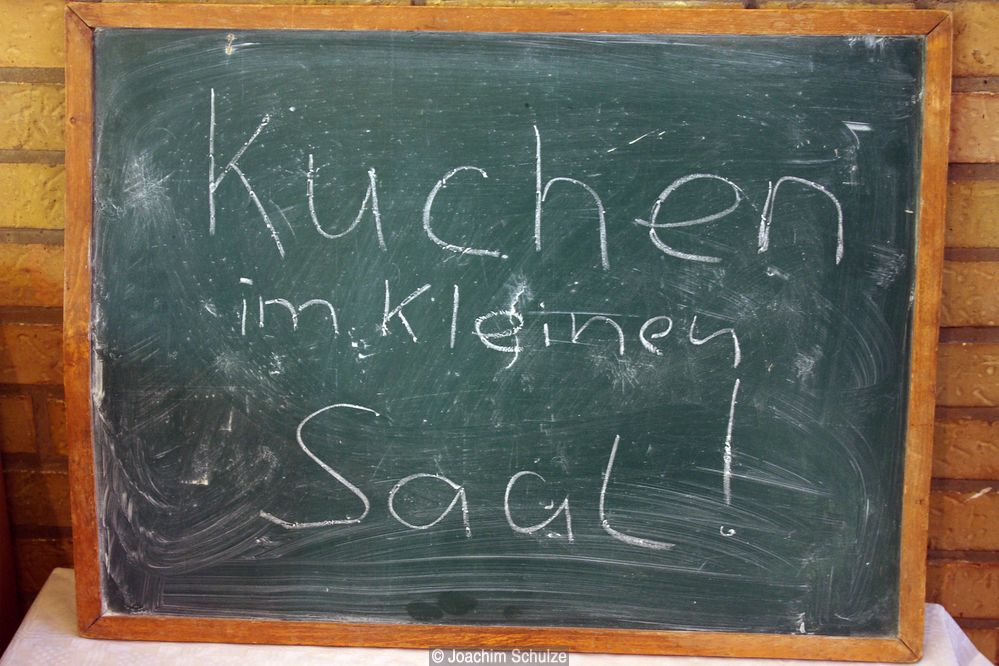 Kuchen
im kleinen
Saal!
© Joachim Schulze